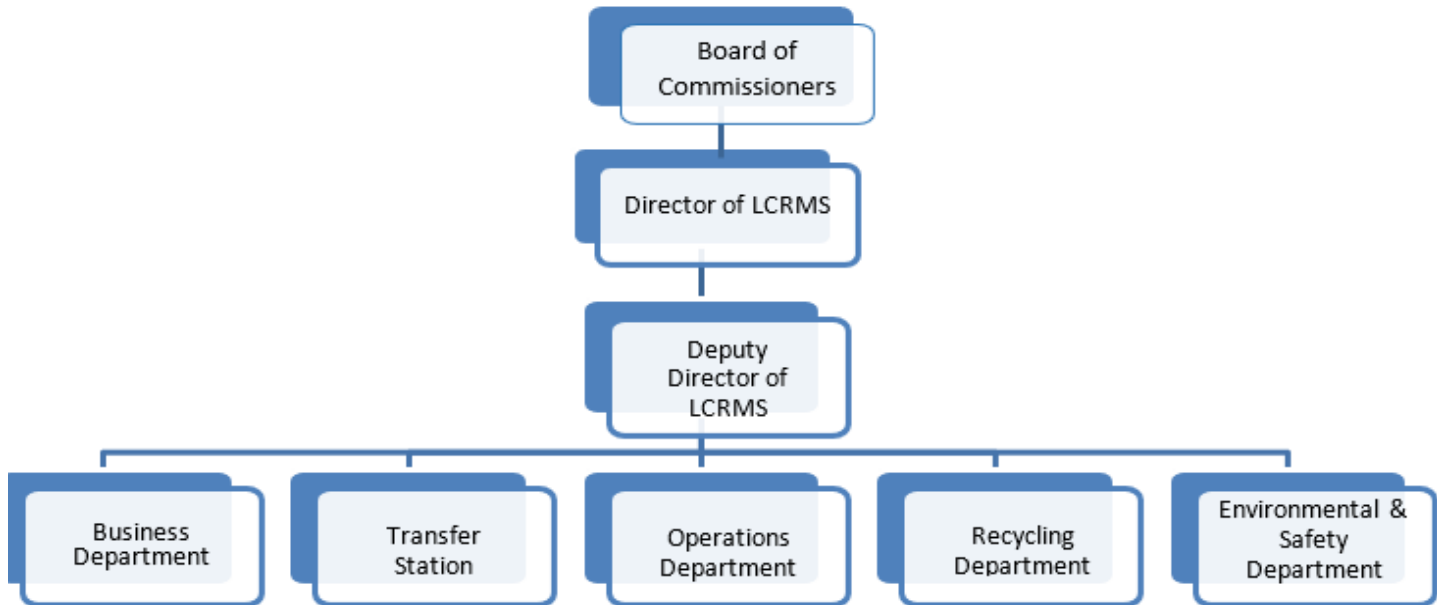 Board of
Commissioners
Director of LCRMS
Deputy
Director of
LCRMS
Business
Department
Transfer
Station
Operations
Department
Recycling
Department
Environmental &
Safety
Department